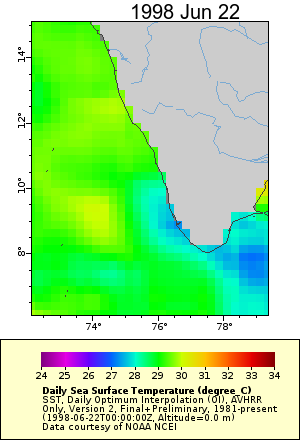 1998 Jun 22
14°
12°
10°
8°
74° 76° 78°
24 25 26 27 28 29 30 31 32 33 34
Daily Sea Surface Temperature (degree_C)
SST, Daily Optimum Interpolation (OI), AVHRR
Only, Version 2, Final+Preliminary, 1981-present
(1998-06-22T00:00:00Z, Altitude=0.0 m)
Data courtesy of NOAA NCEI